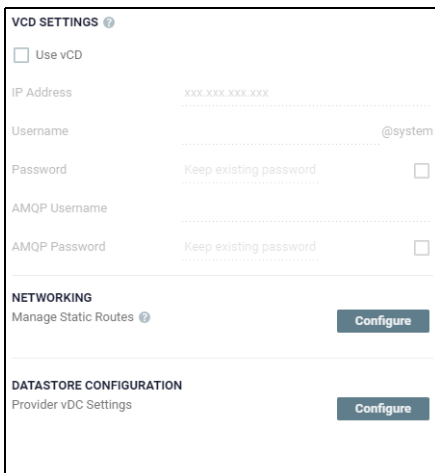 VCD SETTINGS ?
Use vCD
IP Address xxx.xxx.xxx.xxx
Username @system
Password Keep existing password
AMQP Username
AMQP Password Keep existing password
NETWORKING
Manage Static Routes ?
Configure
DATASTORE CONFIGURATION
Provider vDC Settings
Configure